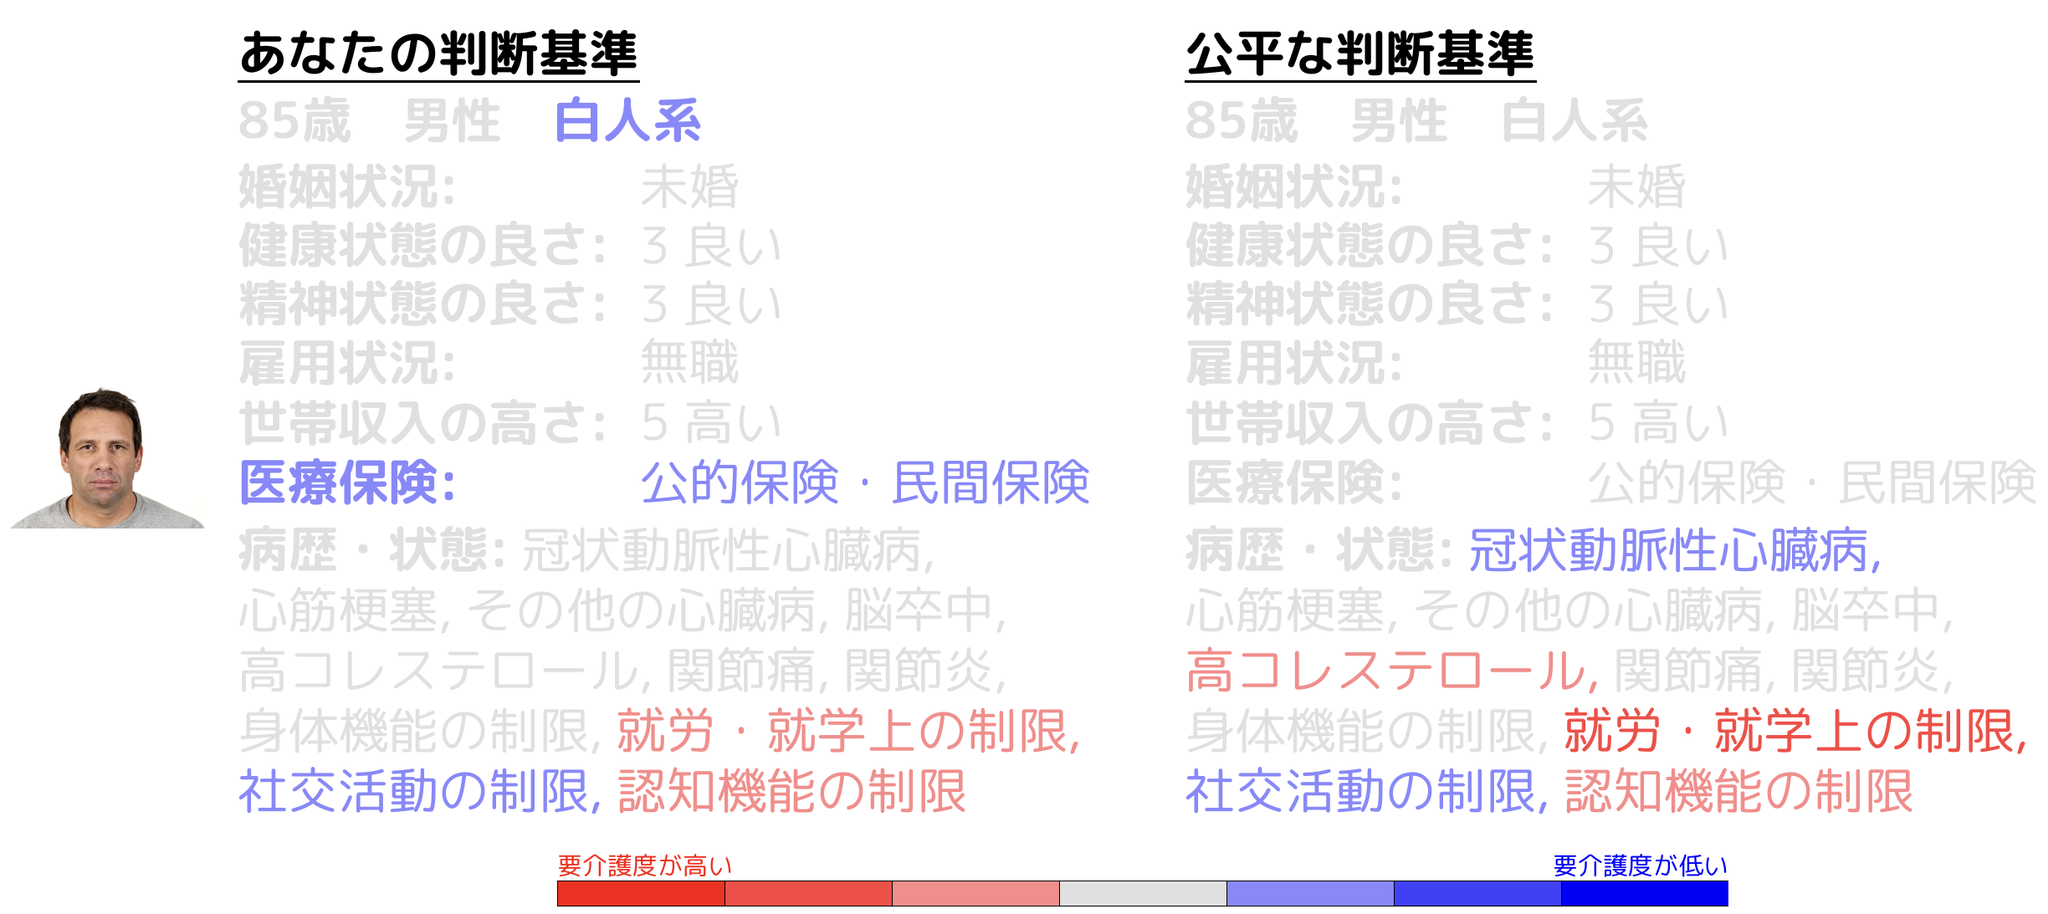 あなたの判断基準
85歳 男性 白人系
婚姻状況: 未婚
健康状態の良さ: 3 良い
精神状態の良さ: 3 良い
雇用状況: 無職
世帯収入の高さ: 5 高い
医療保険: 公的保険・民間保険
病歴・状態: 冠状動脈性心臓病,
心筋梗塞, その他の心臓病, 脳卒中,
高コレステロール, 関節痛, 関節炎,
身体機能の制限, 就労・就学上の制限,
社交活動の制限, 認知機能の制限
公平な判断基準
85歳 男性 白人系
婚姻状況: 未婚
健康状態の良さ: 3 良い
精神状態の良さ: 3 良い
雇用状況: 無職
世帯収入の高さ: 5 高い
医療保険: 公的保険・民間保険
病歴・状態: 冠状動脈性心臓病,
心筋梗塞, その他の心臓病, 脳卒中,
高コレステロール, 関節痛, 関節炎,
身体機能の制限, 就労・就学上の制限,
社交活動の制限, 認知機能の制限
要介護度が高い 要介護度が低い